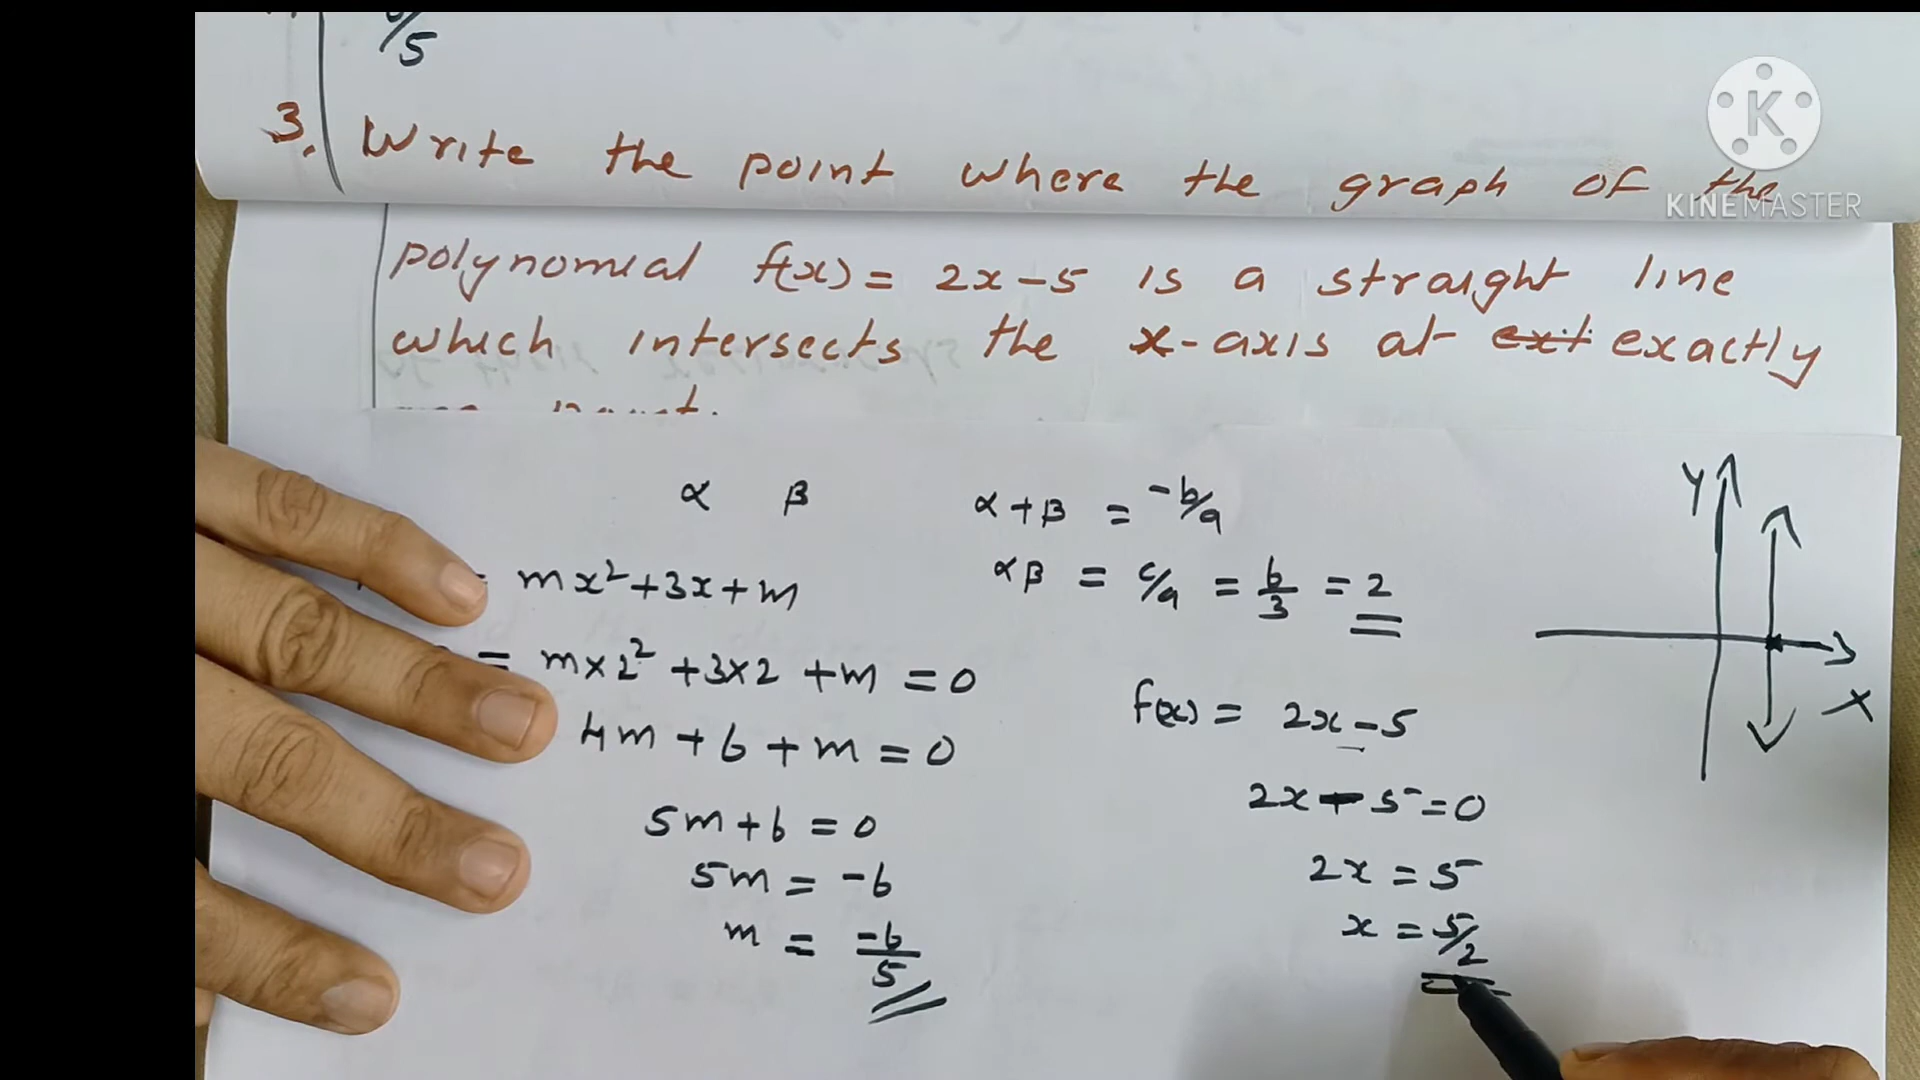 /5
3. Write the point where the graph of the
polynomial f(x) = 2x-5 is a straight line
which intersects the x-axis at ext exactly
α β
= mx²+3x+m
= m×2²+3×2+m=0
4m+6+m=0
5m+6=0
5m=-6
m = -6/5
α+β = -b/a
αβ = c/a = 6/3 = 2
f(x) = 2x-5
2x-5=0
2x=5
x=5/2
Y
X
K
KINEMASTER